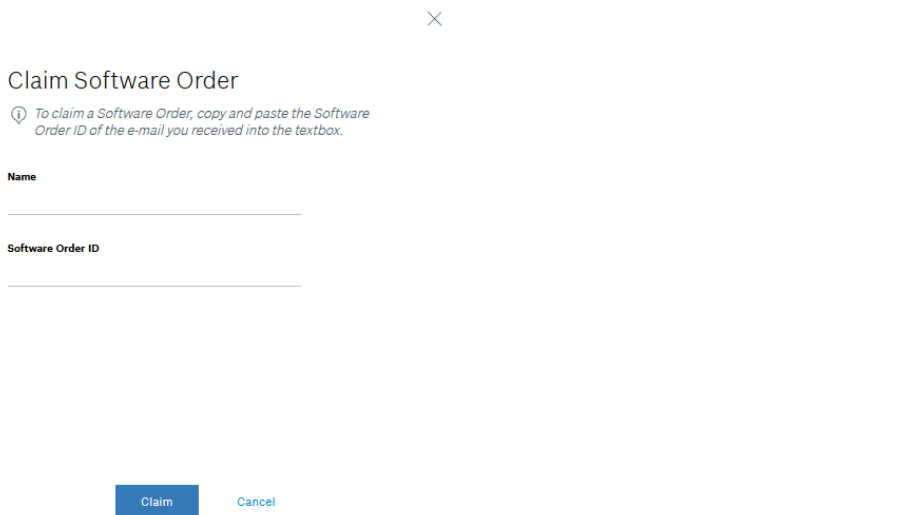 Claim Software Order
To claim a Software Order, copy and paste the Software
Order ID of the e-mail you received into the textbox.
Name
Software Order ID
Claim Cancel